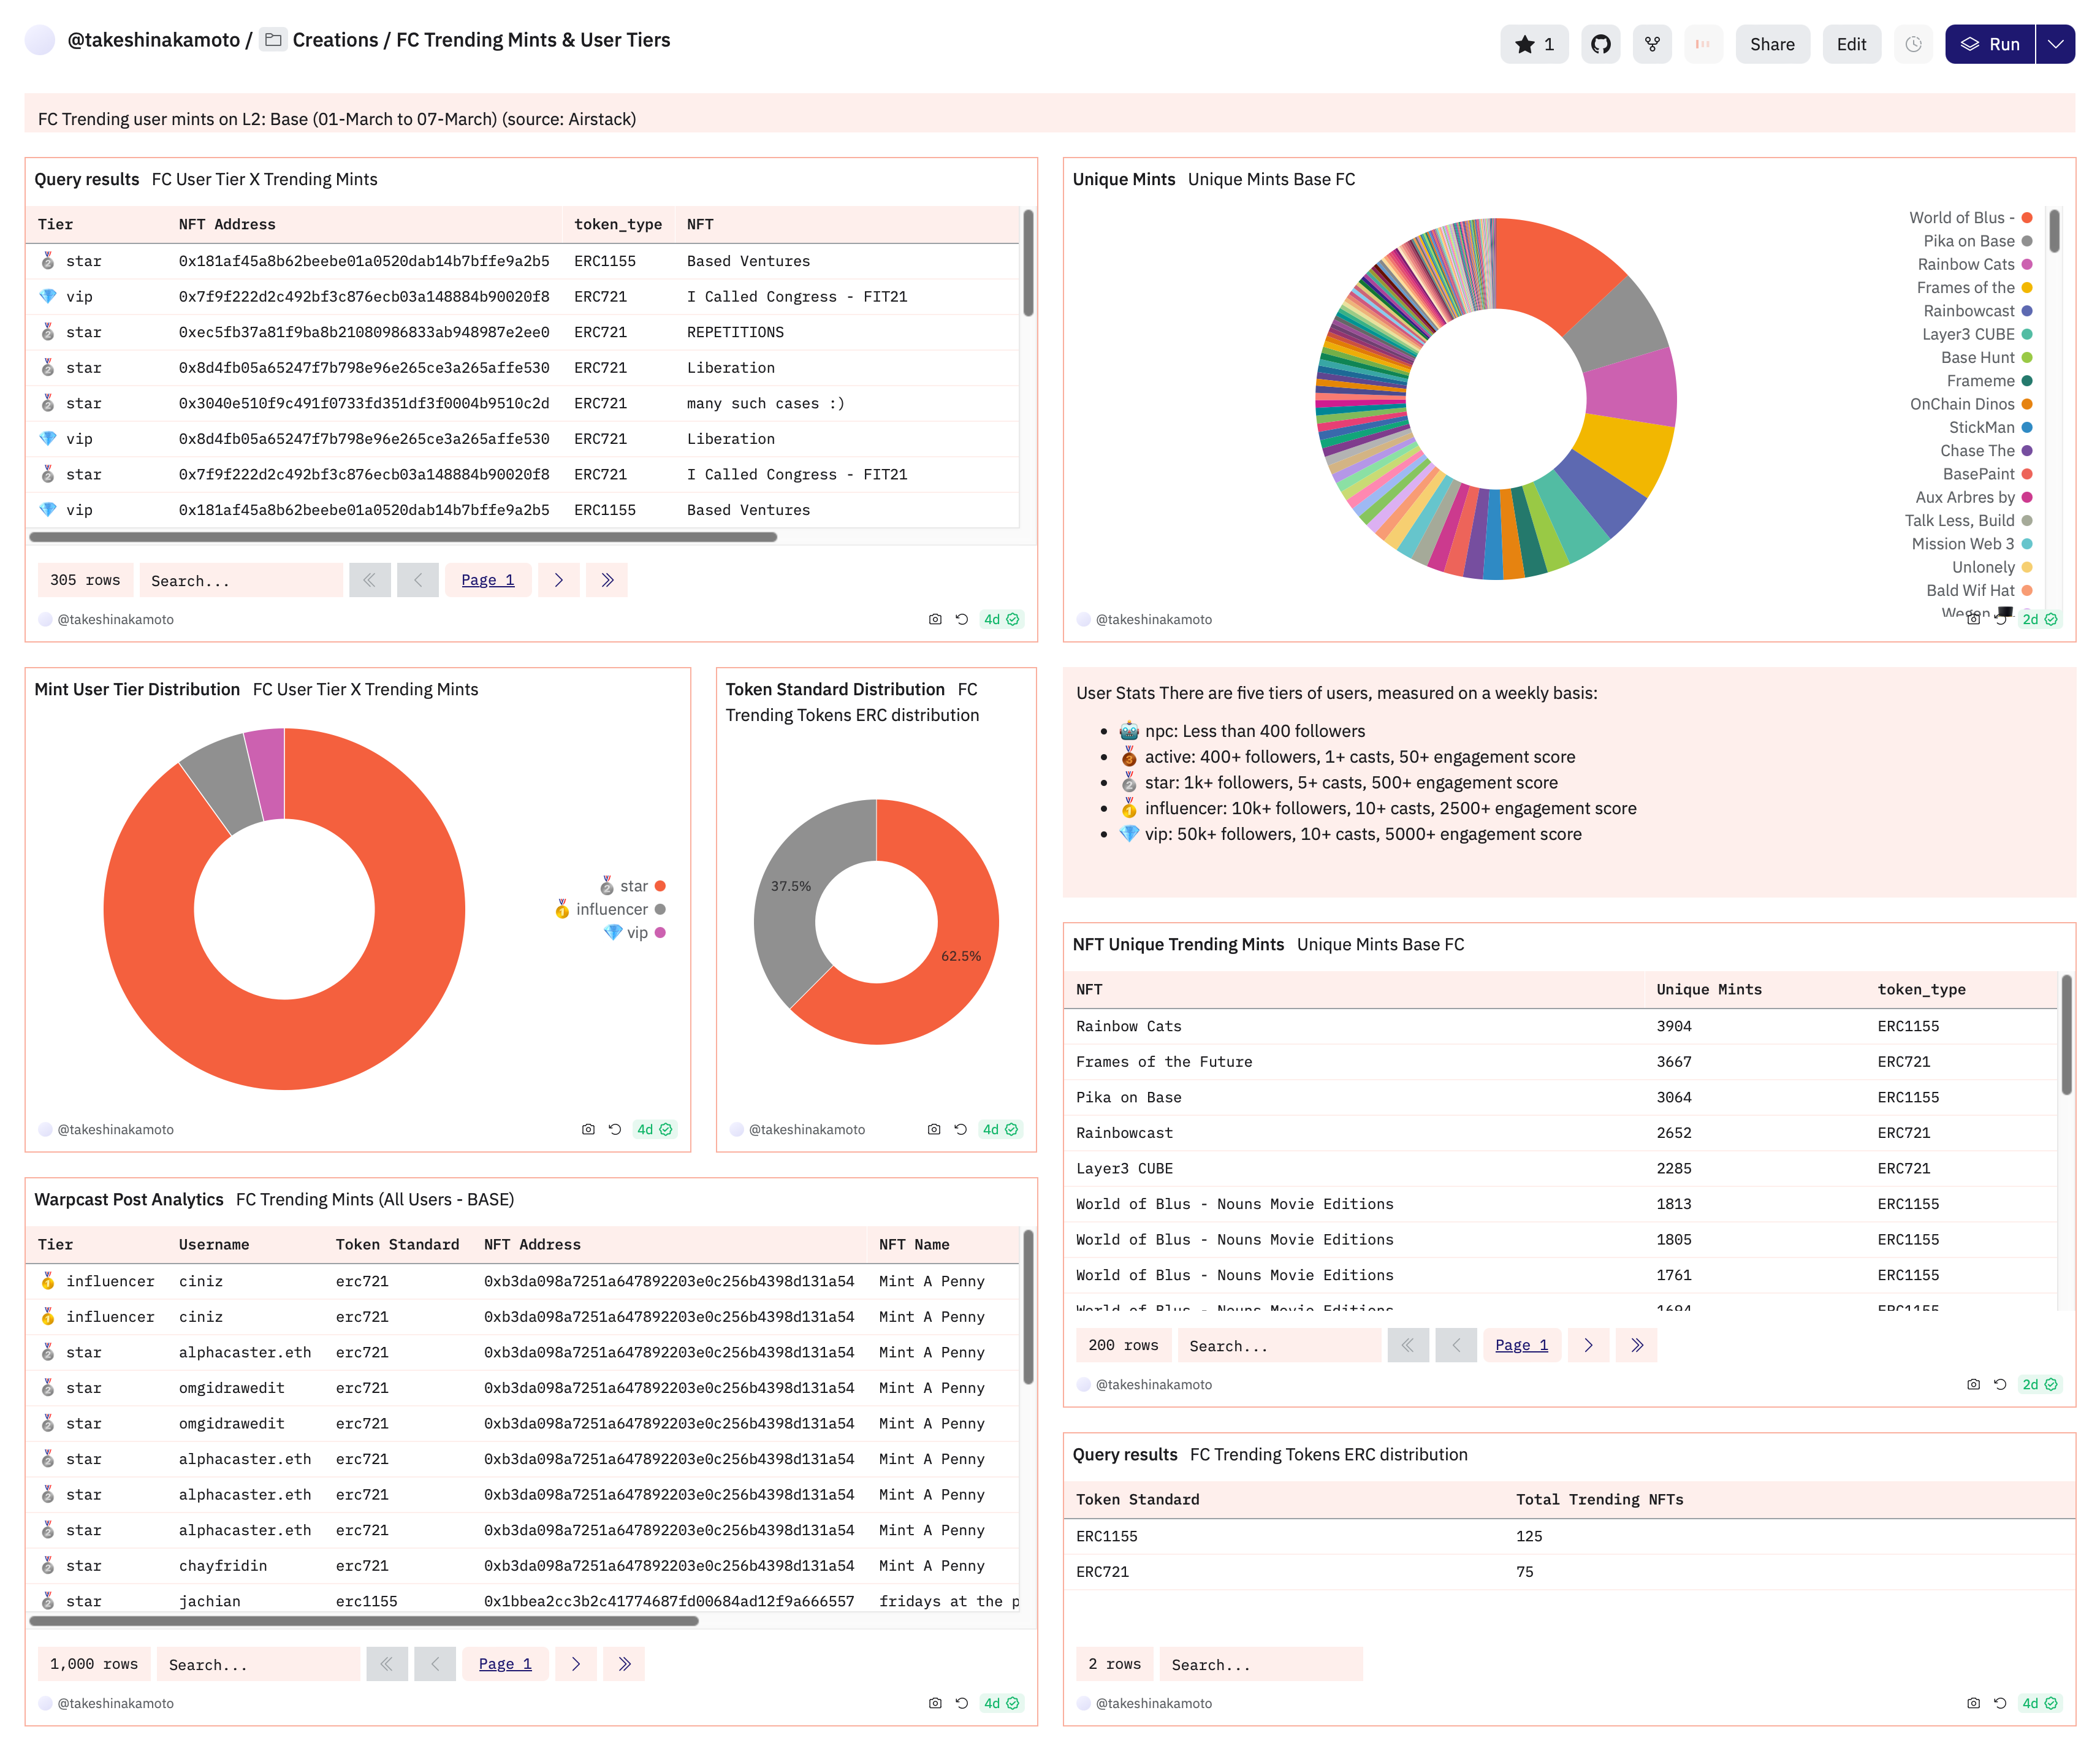 @takeshinakamoto / Creations / FC Trending Mints & User Tiers
1 Share Edit Run
FC Trending user mints on L2: Base (01-March to 07-March) (source: Airstack)
Query results FC User Tier X Trending Mints
Tier NFT Address token_type NFT
star 0x181af45a8b62beebe01a0520dab14b7bffe9a2b5 ERC1155 Based Ventures
vip 0x7f9f222d2c492bf3c876ecb03a148884b90020f8 ERC721 I Called Congress - FIT21
star 0xec5fb37a81f9ba8b21080986833ab948987e2ee0 ERC721 REPETITIONS
star 0x8d4fb05a65247f7b798e96e265ce3a265affe530 ERC721 Liberation
star 0x3040e510f9c491f0733fd351df3f0004b9510c2d ERC721 many such cases :)
vip 0x8d4fb05a65247f7b798e96e265ce3a265affe530 ERC721 Liberation
star 0x7f9f222d2c492bf3c876ecb03a148884b90020f8 ERC721 I Called Congress - FIT21
vip 0x181af45a8b62beebe01a0520dab14b7bffe9a2b5 ERC1155 Based Ventures
305 rows Search... Page 1
@takeshinakamoto 4d
Unique Mints Unique Mints Base FC
World of Blus -
Pika on Base
Rainbow Cats
Frames of the
Rainbowcast
Layer3 CUBE
Base Hunt
Frameme
OnChain Dinos
StickMan
Chase The
BasePaint
Aux Arbres by
Talk Less, Build
Mission Web 3
Unlonely
Bald Wif Hat
Wegen
@takeshinakamoto 2d
Mint User Tier Distribution FC User Tier X Trending Mints
star
influencer
vip
@takeshinakamoto 4d
Token Standard Distribution FC
Trending Tokens ERC distribution
37.5%
62.5%
@takeshinakamoto 4d
User Stats There are five tiers of users, measured on a weekly basis:
npc: Less than 400 followers
active: 400+ followers, 1+ casts, 50+ engagement score
star: 1k+ followers, 5+ casts, 500+ engagement score
influencer: 10k+ followers, 10+ casts, 2500+ engagement score
vip: 50k+ followers, 10+ casts, 5000+ engagement score
NFT Unique Trending Mints Unique Mints Base FC
NFT Unique Mints token_type
Rainbow Cats 3904 ERC1155
Frames of the Future 3667 ERC721
Pika on Base 3064 ERC1155
Rainbowcast 2652 ERC721
Layer3 CUBE 2285 ERC721
World of Blus - Nouns Movie Editions 1813 ERC1155
World of Blus - Nouns Movie Editions 1805 ERC1155
World of Blus - Nouns Movie Editions 1761 ERC1155
World of Blus - Nouns Movie Editions 1694 ERC1155
200 rows Search... Page 1
@takeshinakamoto 2d
Warpcast Post Analytics FC Trending Mints (All Users - BASE)
Tier Username Token Standard NFT Address NFT Name
influencer ciniz erc721 0xb3da098a7251a647892203e0c256b4398d131a54 Mint A Penny
influencer ciniz erc721 0xb3da098a7251a647892203e0c256b4398d131a54 Mint A Penny
star alphacaster.eth erc721 0xb3da098a7251a647892203e0c256b4398d131a54 Mint A Penny
star omgidrawedit erc721 0xb3da098a7251a647892203e0c256b4398d131a54 Mint A Penny
star omgidrawedit erc721 0xb3da098a7251a647892203e0c256b4398d131a54 Mint A Penny
star alphacaster.eth erc721 0xb3da098a7251a647892203e0c256b4398d131a54 Mint A Penny
star alphacaster.eth erc721 0xb3da098a7251a647892203e0c256b4398d131a54 Mint A Penny
star alphacaster.eth erc721 0xb3da098a7251a647892203e0c256b4398d131a54 Mint A Penny
star chayfridin erc721 0xb3da098a7251a647892203e0c256b4398d131a54 Mint A Penny
star jachian erc1155 0x1bbea2cc3b2c41774687fd00684ad12f9a666557 fridays at the p
1,000 rows Search... Page 1
@takeshinakamoto 4d
Query results FC Trending Tokens ERC distribution
Token Standard Total Trending NFTs
ERC1155 125
ERC721 75
2 rows Search...
@takeshinakamoto 4d